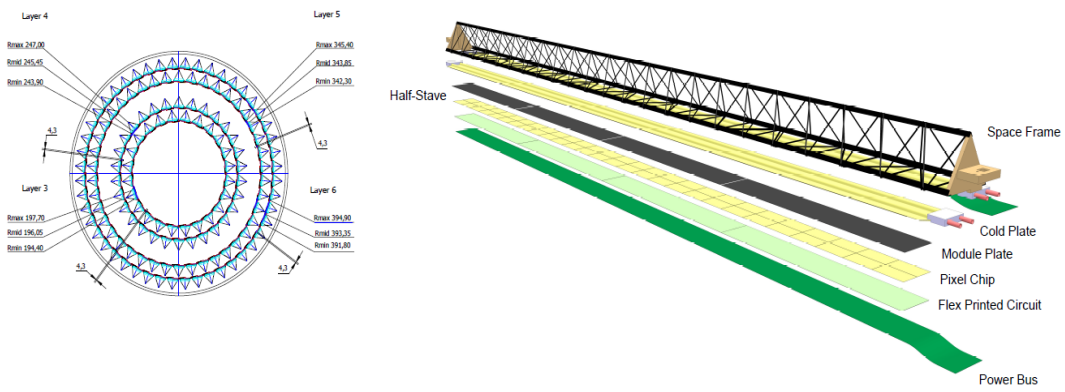 Layer 4
Layer 5
Rmax 247,00
Rmid 245,45
Rmin 243,90
Rmax 345,40
Rmid 343,85
Rmin 342,30
4,3
4,3
Layer 3
Layer 6
Rmax 197,70
Rmid 196,05
Rmin 194,40
Rmax 394,90
Rmid 393,35
Rmin 391,80
4,3
4,3
Half-Stave
Space Frame
Cold Plate
Module Plate
Pixel Chip
Flex Printed Circuit
Power Bus